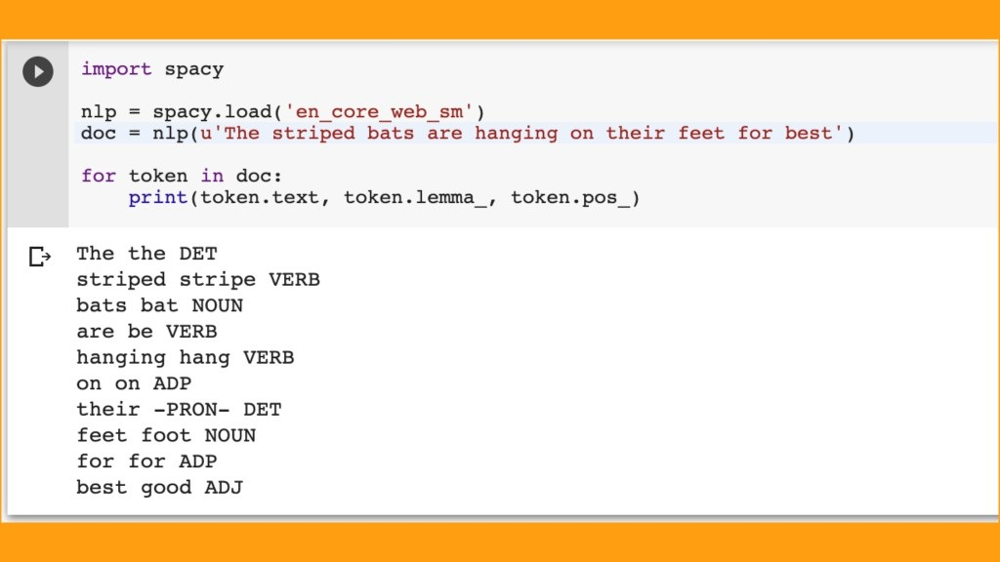 import spacy
nlp = spacy.load('en_core_web_sm')
doc = nlp(u'The striped bats are hanging on their feet for best')
for token in doc:
    print(token.text, token.lemma_, token.pos_)
The the DET
striped stripe VERB
bats bat NOUN
are be VERB
hanging hang VERB
on on ADP
their -PRON- DET
feet foot NOUN
for for ADP
best good ADJ